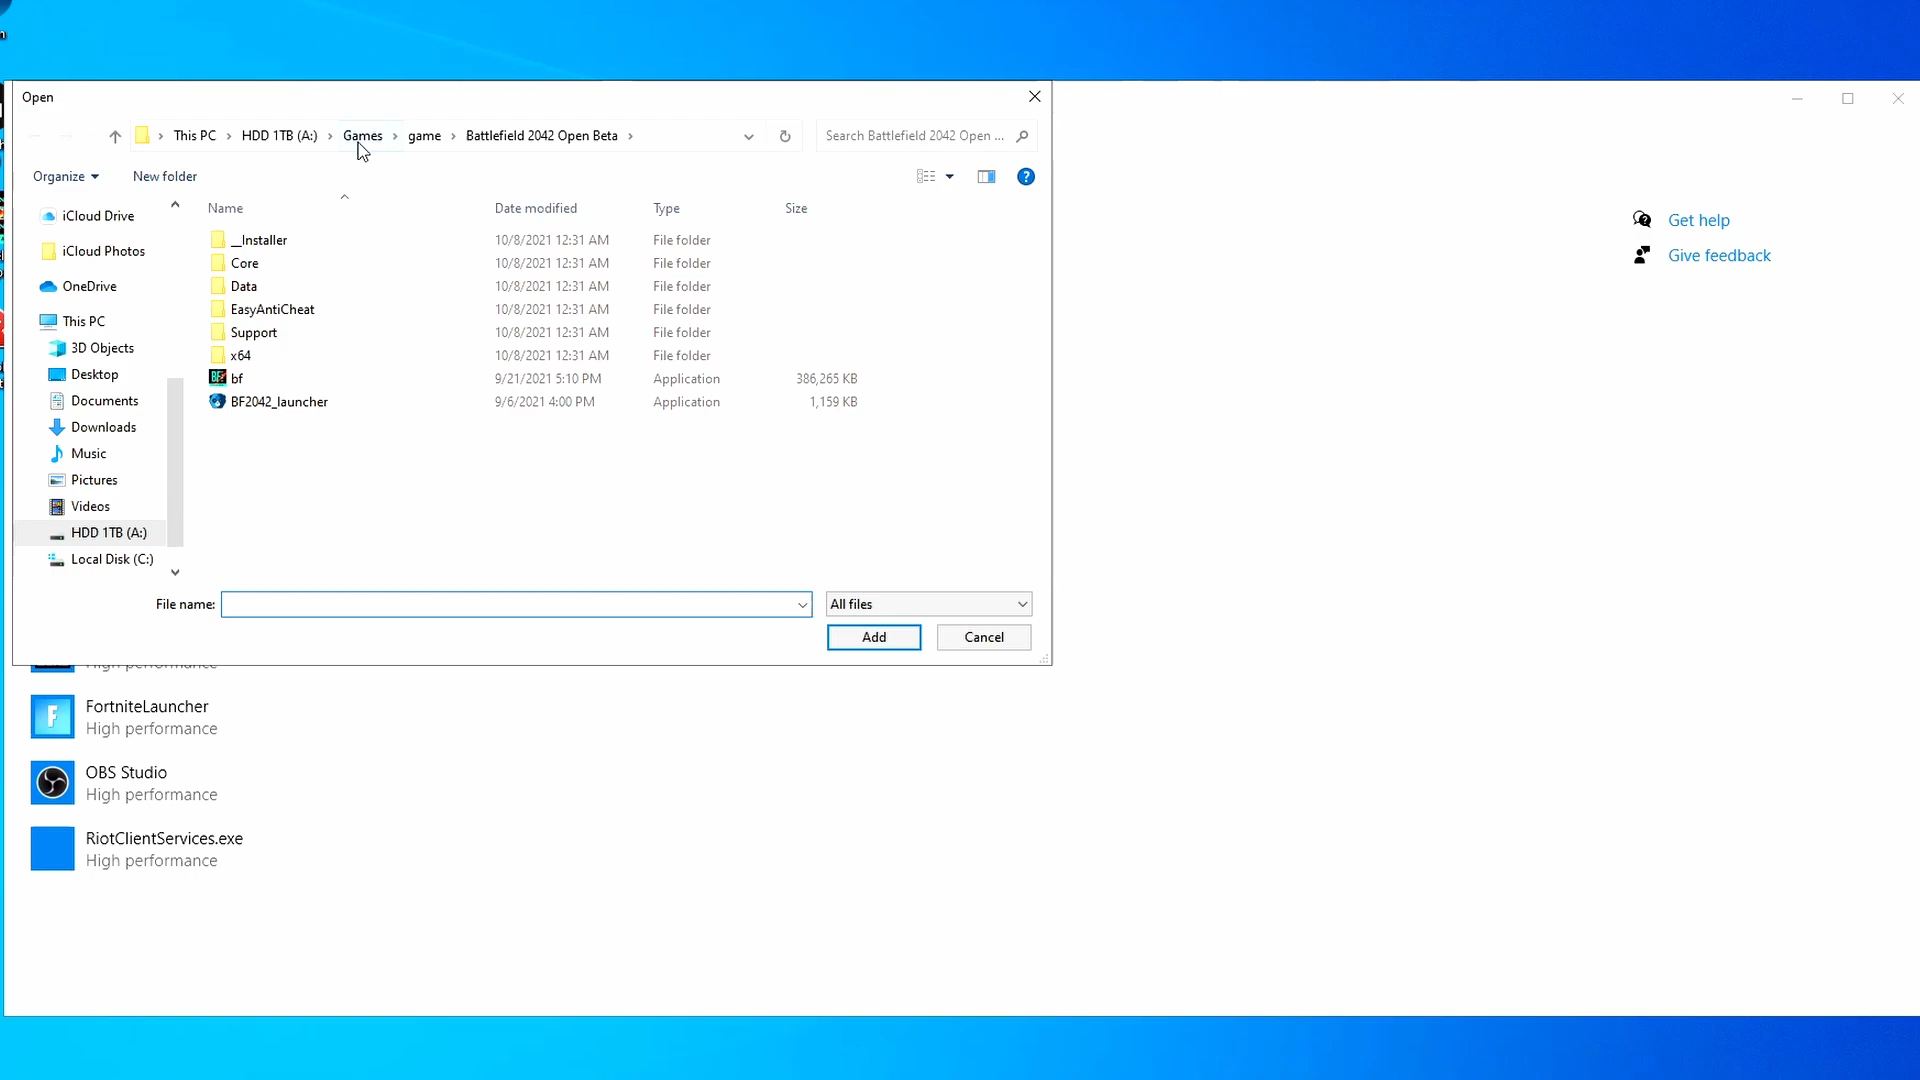 Open
This PC > HDD 1TB (A:) > Games > game > Battlefield 2042 Open Beta >
Search Battlefield 2042 Open ...
Organize
New folder
?
Name Date modified Type Size
iCloud Drive
iCloud Photos
OneDrive
This PC
3D Objects
Desktop
Documents
Downloads
Music
Pictures
Videos
HDD 1TB (A:)
Local Disk (C:)
__Installer 10/8/2021 12:31 AM File folder
Core 10/8/2021 12:31 AM File folder
Data 10/8/2021 12:31 AM File folder
EasyAntiCheat 10/8/2021 12:31 AM File folder
Support 10/8/2021 12:31 AM File folder
x64 10/8/2021 12:31 AM File folder
bf 9/21/2021 5:10 PM Application 386,265 KB
BF2042_launcher 9/6/2021 4:00 PM Application 1,159 KB
File name:
All files
Add
Cancel
High performance
FortniteLauncher
High performance
OBS Studio
High performance
RiotClientServices.exe
High performance
Get help
Give feedback